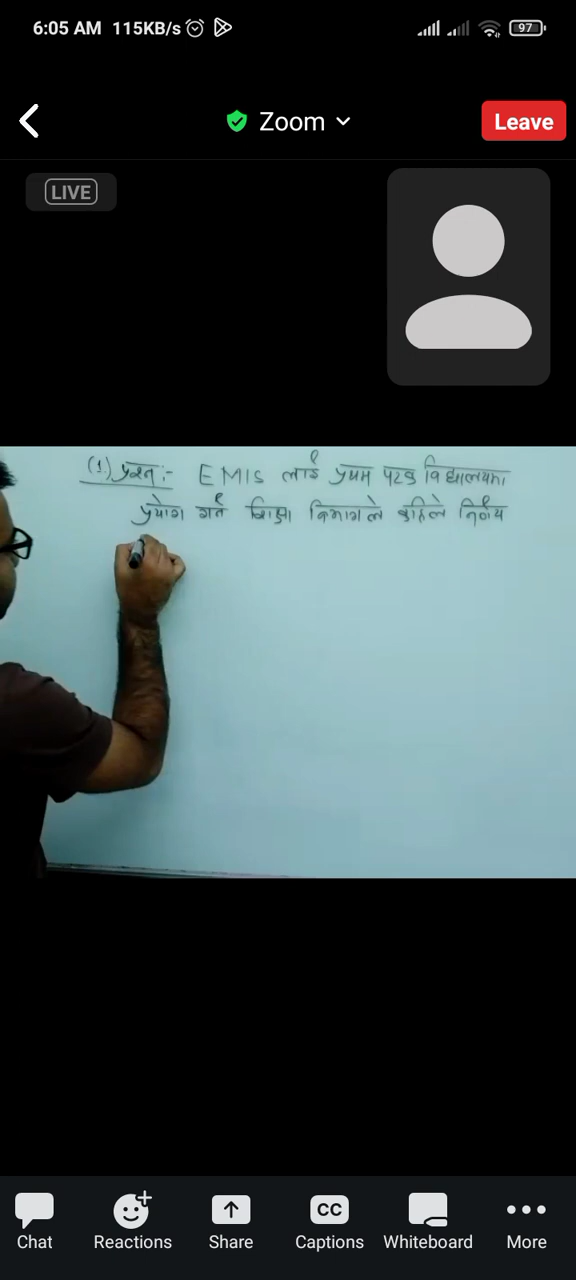 6:05 AM 115KB/s 97
Zoom Leave
LIVE
(1.) प्रश्न:- EMIS लाई प्रथम पटक विद्यालयमा
प्रयोग गर्न शिक्षा विभागले कहिले निर्णय
CC
Chat Reactions Share Captions Whiteboard More